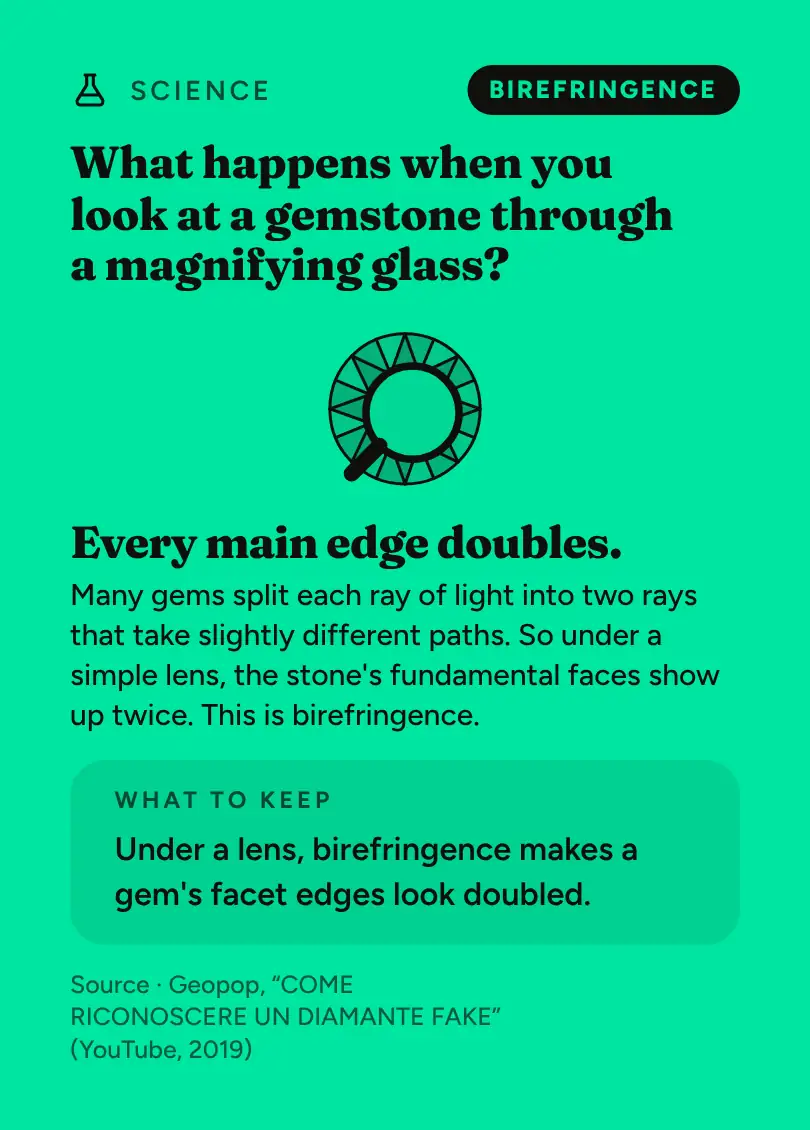 SCIENCE
BIREFRINGENCE
What happens when you
look at a gemstone through
a magnifying glass?
Every main edge doubles.
Many gems split each ray of light into two rays
that take slightly different paths. So under a
simple lens, the stone's fundamental faces show
up twice. This is birefringence.
WHAT TO KEEP
Under a lens, birefringence makes a
gem's facet edges look doubled.
Source · Geopop, “COME
RICONOSCERE UN DIAMANTE FAKE”
(YouTube, 2019)